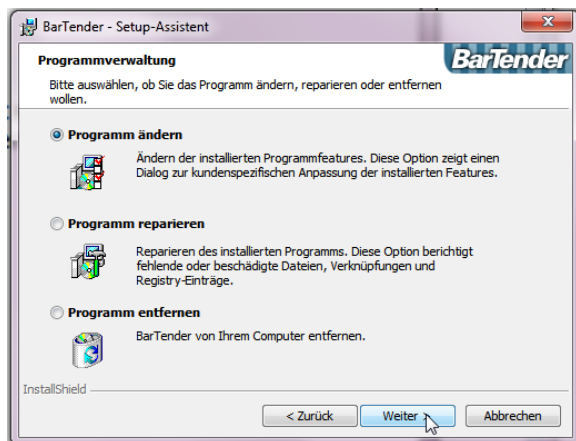 BarTender - Setup-Assistent
Programmverwaltung
BarTender
Bitte auswählen, ob Sie das Programm ändern, reparieren oder entfernen
wollen.
Programm ändern
Ändern der installierten Programmfeatures. Diese Option zeigt einen
Dialog zur kundenspezifischen Anpassung der installierten Features.
Programm reparieren
Reparieren des installierten Programms. Diese Option berichtigt
fehlende oder beschädigte Dateien, Verknüpfungen und
Registry-Einträge.
Programm entfernen
BarTender von Ihrem Computer entfernen.
InstallShield
< Zurück Weiter > Abbrechen